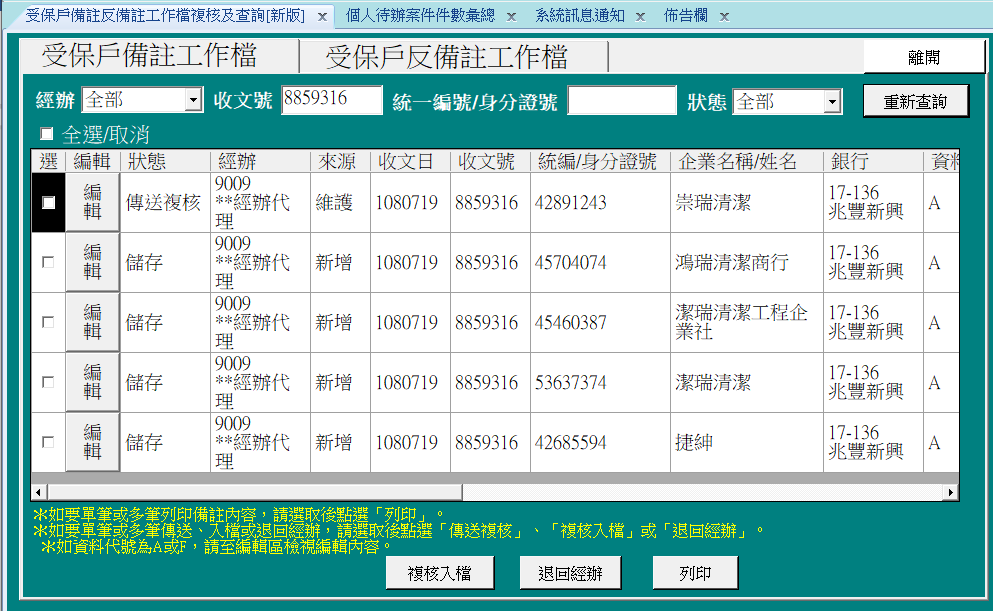 受保戶備註反備註工作檔複核及查詢[新版] x 個人待辦案件件數彙總 x 系統訊息通知 x 佈告欄 x
受保戶備註工作檔 受保戶反備註工作檔 離開
經辦 全部 收文號 8859316 統一編號/身分證號 狀態 全部 重新查詢
全選/取消
選 編輯 狀態 經辦 來源 收文日 收文號 統編/身分證號 企業名稱/姓名 銀行 資料
編輯 傳送複核 9009 **經辦代理 維護 1080719 8859316 42891243 崇瑞清潔 17-136 兆豐新興 A
編輯 儲存 9009 **經辦代理 新增 1080719 8859316 45704074 鴻瑞清潔商行 17-136 兆豐新興 A
編輯 儲存 9009 **經辦代理 新增 1080719 8859316 45460387 潔瑞清潔工程企業社 17-136 兆豐新興 A
編輯 儲存 9009 **經辦代理 新增 1080719 8859316 53637374 潔瑞清潔 17-136 兆豐新興 A
編輯 儲存 9009 **經辦代理 新增 1080719 8859316 42685594 捷紳 17-136 兆豐新興 A
＊如要單筆或多筆列印備註內容，請選取後點選「列印」。
＊如要單筆或多筆傳送、入檔或退回經辦，請選取後點選「傳送複核」、「複核入檔」或「退回經辦」。
＊如資料代號為A或F，請至編輯區檢視編輯內容。
複核入檔 退回經辦 列印